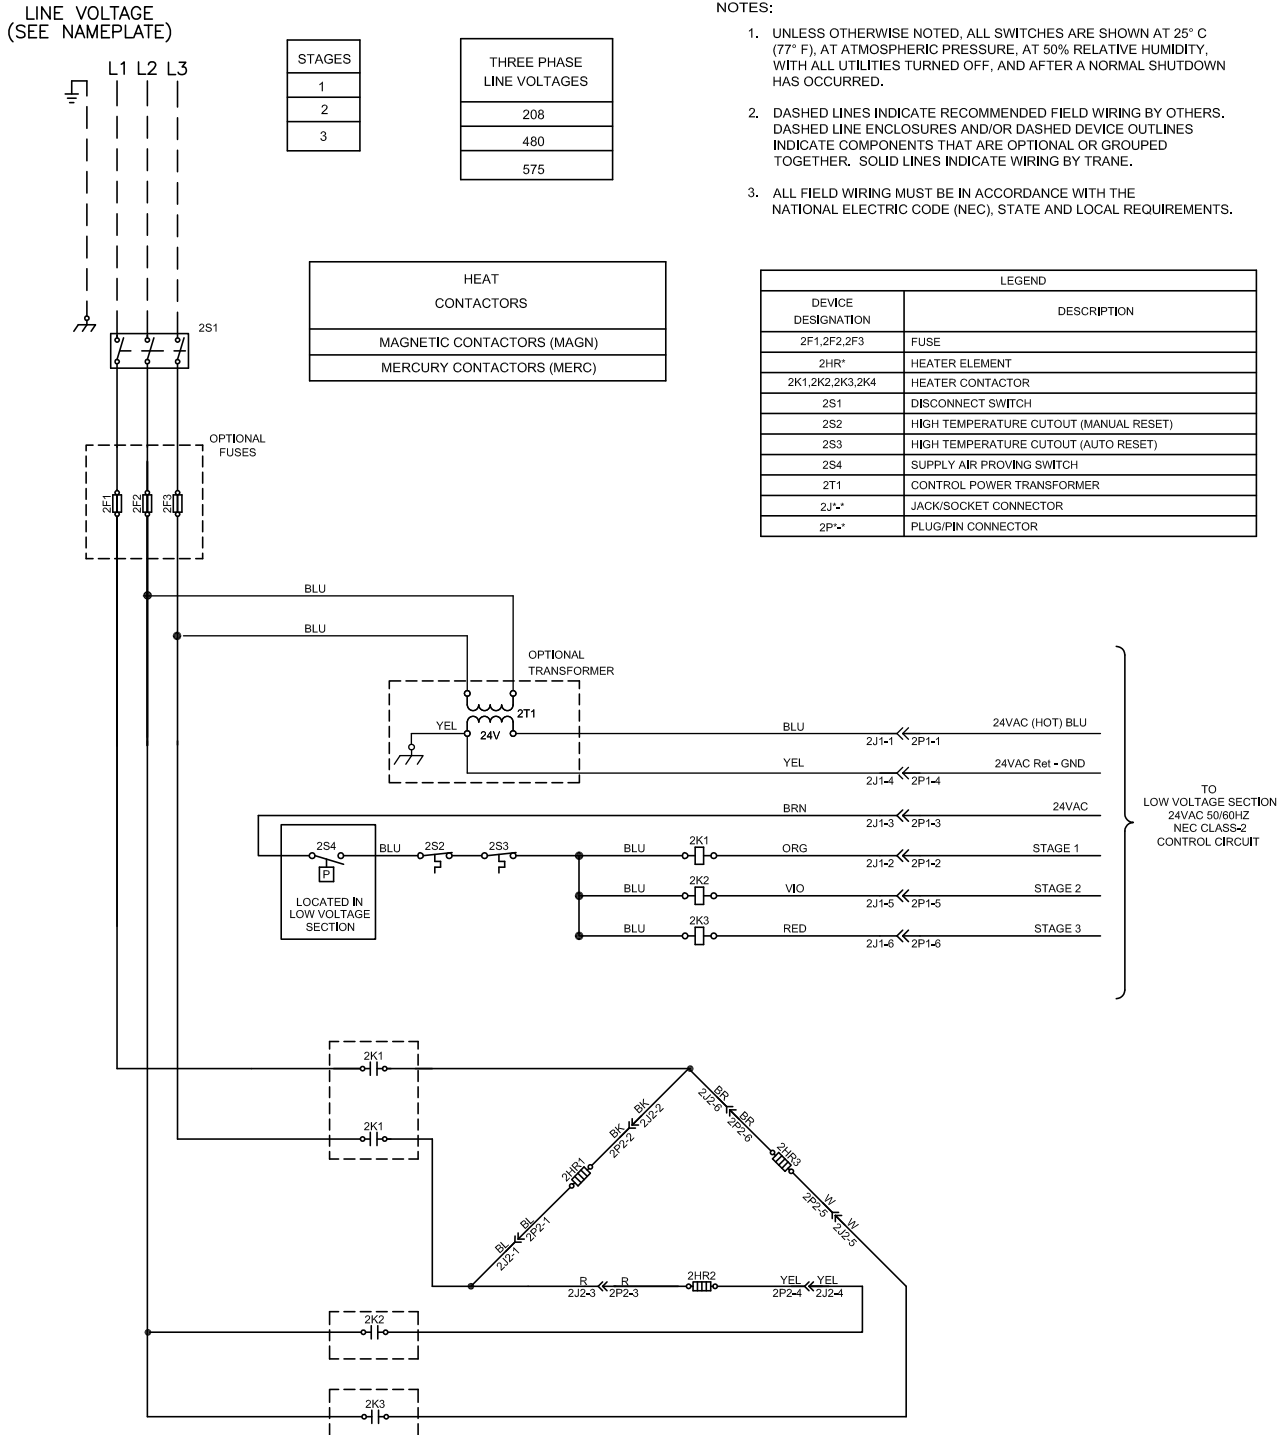 LINE VOLTAGE
(SEE NAMEPLATE)
L1 L2 L3
STAGES
1
2
3
THREE PHASE
LINE VOLTAGES
208
480
575
NOTES:
1. UNLESS OTHERWISE NOTED, ALL SWITCHES ARE SHOWN AT 25° C
(77° F), AT ATMOSPHERIC PRESSURE, AT 50% RELATIVE HUMIDITY,
WITH ALL UTILITIES TURNED OFF, AND AFTER A NORMAL SHUTDOWN
HAS OCCURRED.
2. DASHED LINES INDICATE RECOMMENDED FIELD WIRING BY OTHERS.
DASHED LINE ENCLOSURES AND/OR DASHED DEVICE OUTLINES
INDICATE COMPONENTS THAT ARE OPTIONAL OR GROUPED
TOGETHER. SOLID LINES INDICATE WIRING BY TRANE.
3. ALL FIELD WIRING MUST BE IN ACCORDANCE WITH THE
NATIONAL ELECTRIC CODE (NEC), STATE AND LOCAL REQUIREMENTS.
HEAT
CONTACTORS
MAGNETIC CONTACTORS (MAGN)
MERCURY CONTACTORS (MERC)
LEGEND
DEVICE
DESIGNATION
DESCRIPTION
2F1,2F2,2F3 FUSE
2HR* HEATER ELEMENT
2K1,2K2,2K3,2K4 HEATER CONTACTOR
2S1 DISCONNECT SWITCH
2S2 HIGH TEMPERATURE CUTOUT (MANUAL RESET)
2S3 HIGH TEMPERATURE CUTOUT (AUTO RESET)
2S4 SUPPLY AIR PROVING SWITCH
2T1 CONTROL POWER TRANSFORMER
2J*-* JACK/SOCKET CONNECTOR
2P*-* PLUG/PIN CONNECTOR
2S1
OPTIONAL
FUSES
2F1 2F2 2F3
BLU
BLU
OPTIONAL
TRANSFORMER
2T1
YEL
24V
BLU
2J1-1 2P1-1
24VAC (HOT) BLU
YEL
2J1-4 2P1-4
24VAC Ret - GND
BRN
2J1-3 2P1-3
24VAC
2S4
P
LOCATED IN
LOW VOLTAGE
SECTION
BLU
2S2
2S3
BLU
2K1
ORG
2J1-2 2P1-2
STAGE 1
BLU
2K2
VIO
2J1-5 2P1-5
STAGE 2
BLU
2K3
RED
2J1-6 2P1-6
STAGE 3
TO
LOW VOLTAGE SECTION
24VAC 50/60HZ
NEC CLASS-2
CONTROL CIRCUIT
2K1
2K1
BK
2J2-2
BK
2P2-2
2HR1
BL
2P2-1
BL
2J2-1
BR
2J2-6
BR
2P2-6
2HR3
W
2P2-5
W
2J2-5
R
2J2-3
R
2P2-3
2HR2
YEL
2P2-4
YEL
2J2-4
2K2
2K3